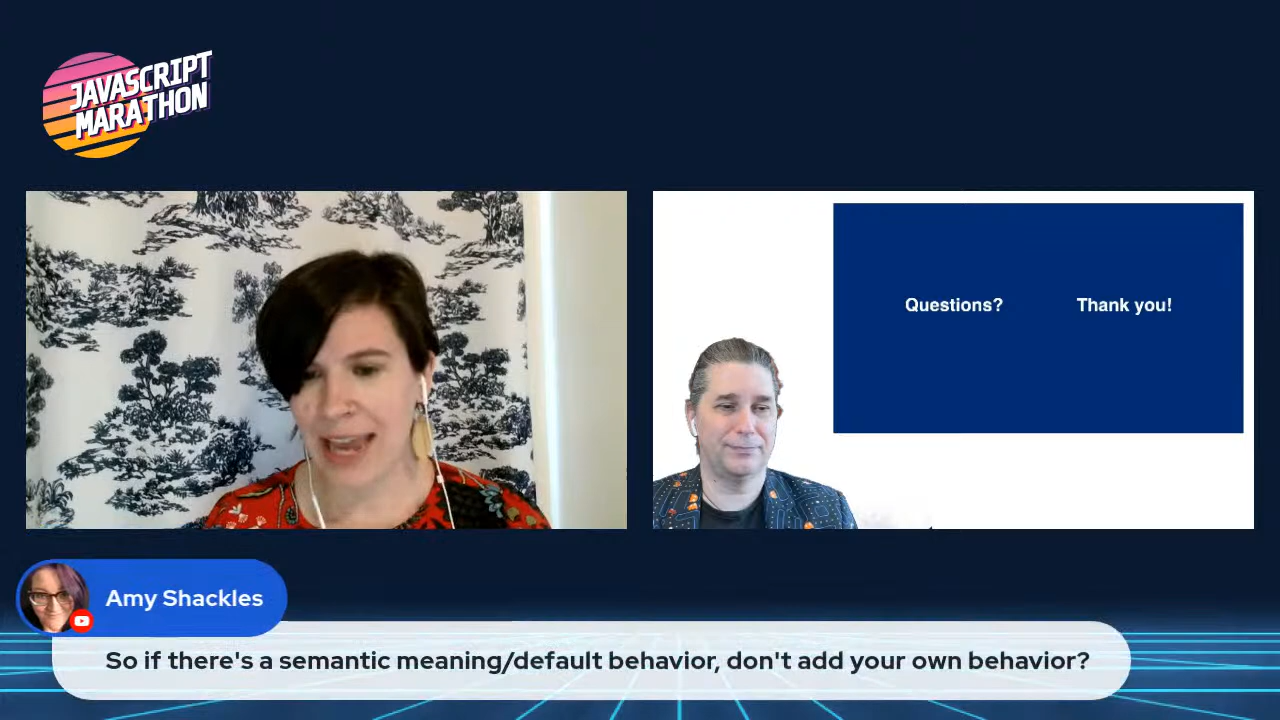 JAVASCRIPT
MARATHON
Questions? Thank you!
Amy Shackles
So if there's a semantic meaning/default behavior, don't add your own behavior?